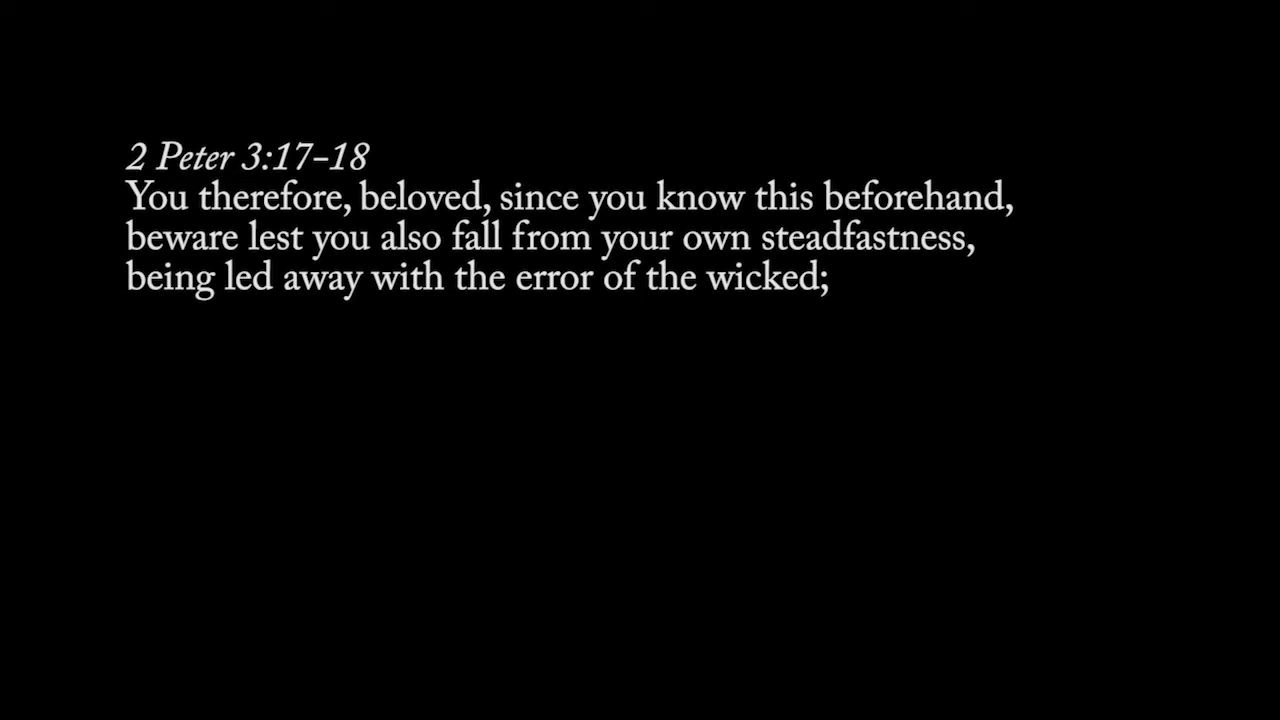 2 Peter 3:17–18
You therefore, beloved, since you know this beforehand,
beware lest you also fall from your own steadfastness,
being led away with the error of the wicked;